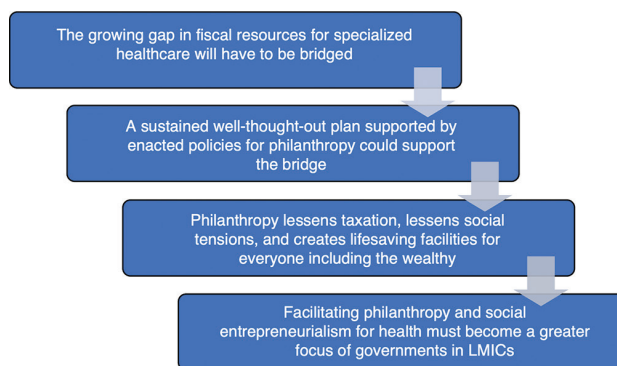 The growing gap in fiscal resources for specialized
healthcare will have to be bridged
A sustained well-thought-out plan supported by
enacted policies for philanthropy could support
the bridge
Philanthropy lessens taxation, lessens social
tensions, and creates lifesaving facilities for
everyone including the wealthy
Facilitating philanthropy and social
entrepreneurialism for health must become a greater
focus of governments in LMICs